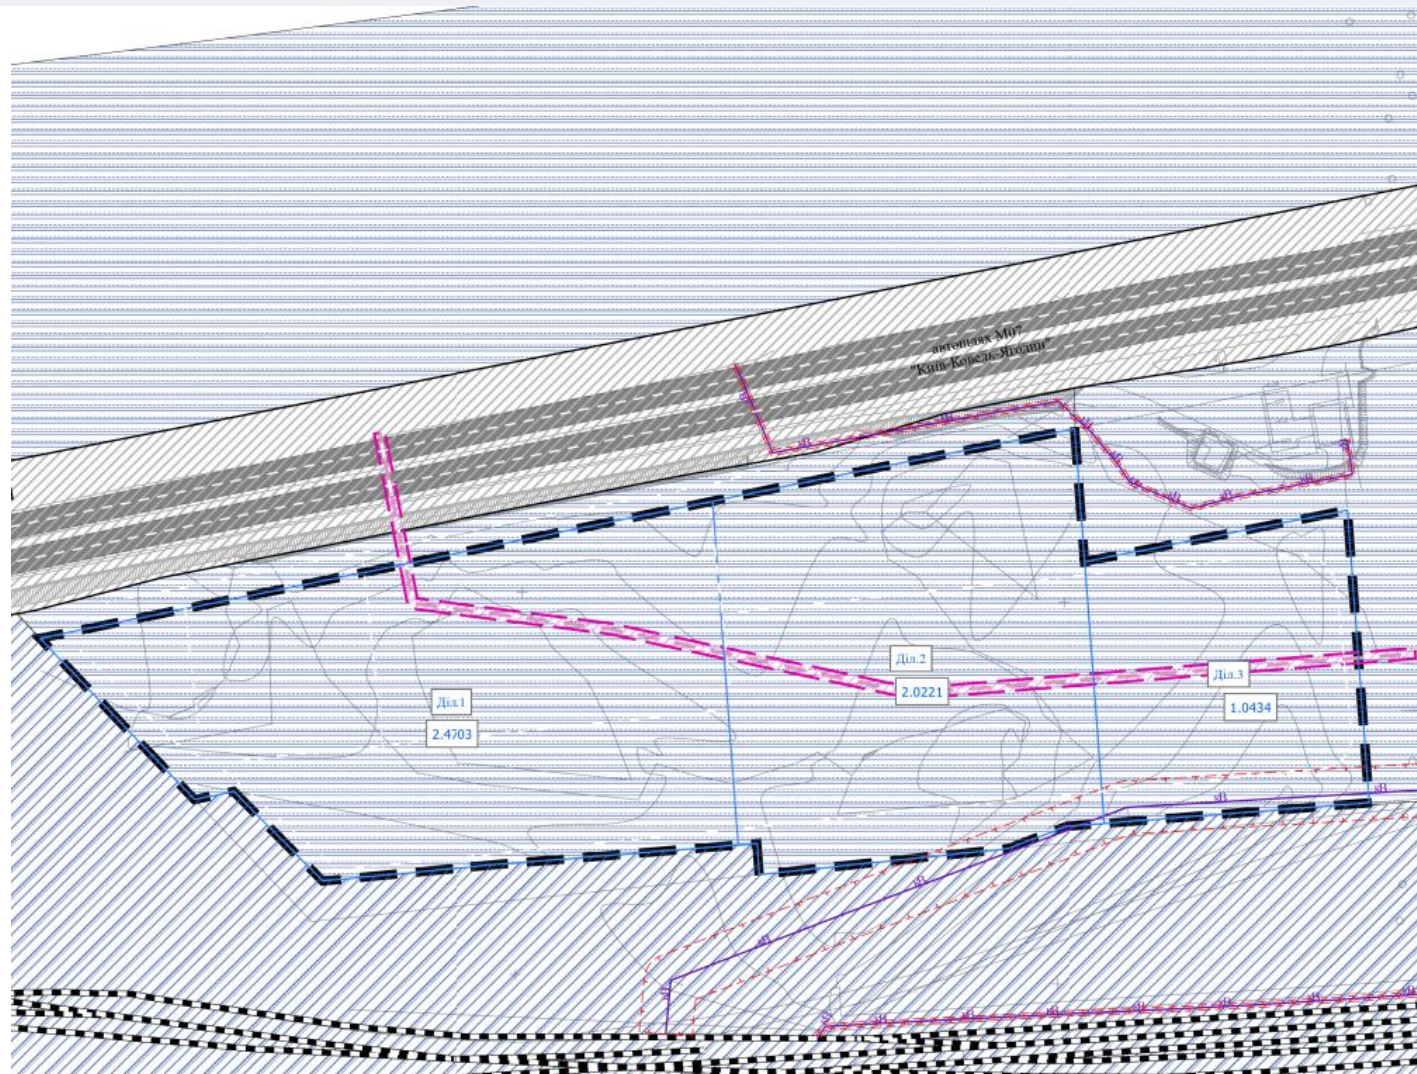 автошлях М07
"Київ-Ковель-Ягодин"
Діл.2
2.0221
Діл.3
1.0434
Діл.1
2.4703